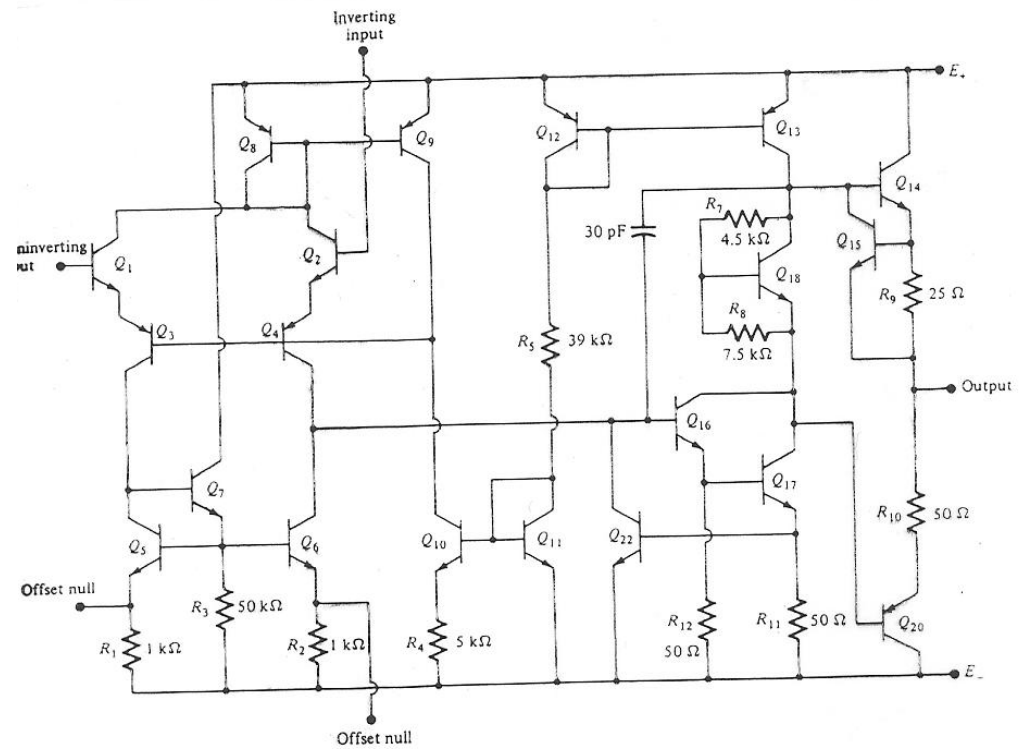 Inverting
input
E+
Q8
Q9
Q12
Q13
Q14
R7
4.5 kΩ
30 pF
Q15
ninverting
Q1
Q2
Q18
R9
25 Ω
R8
7.5 kΩ
Q3
Q4
R5
39 kΩ
Output
Q16
Q7
Q17
R10
50 Ω
Q5
Q6
Q10
Q11
Q22
Offset null
R3
50 kΩ
R12
50 Ω
R11
50 Ω
Q20
R1
1 kΩ
R2
1 kΩ
R4
5 kΩ
E-
Offset null